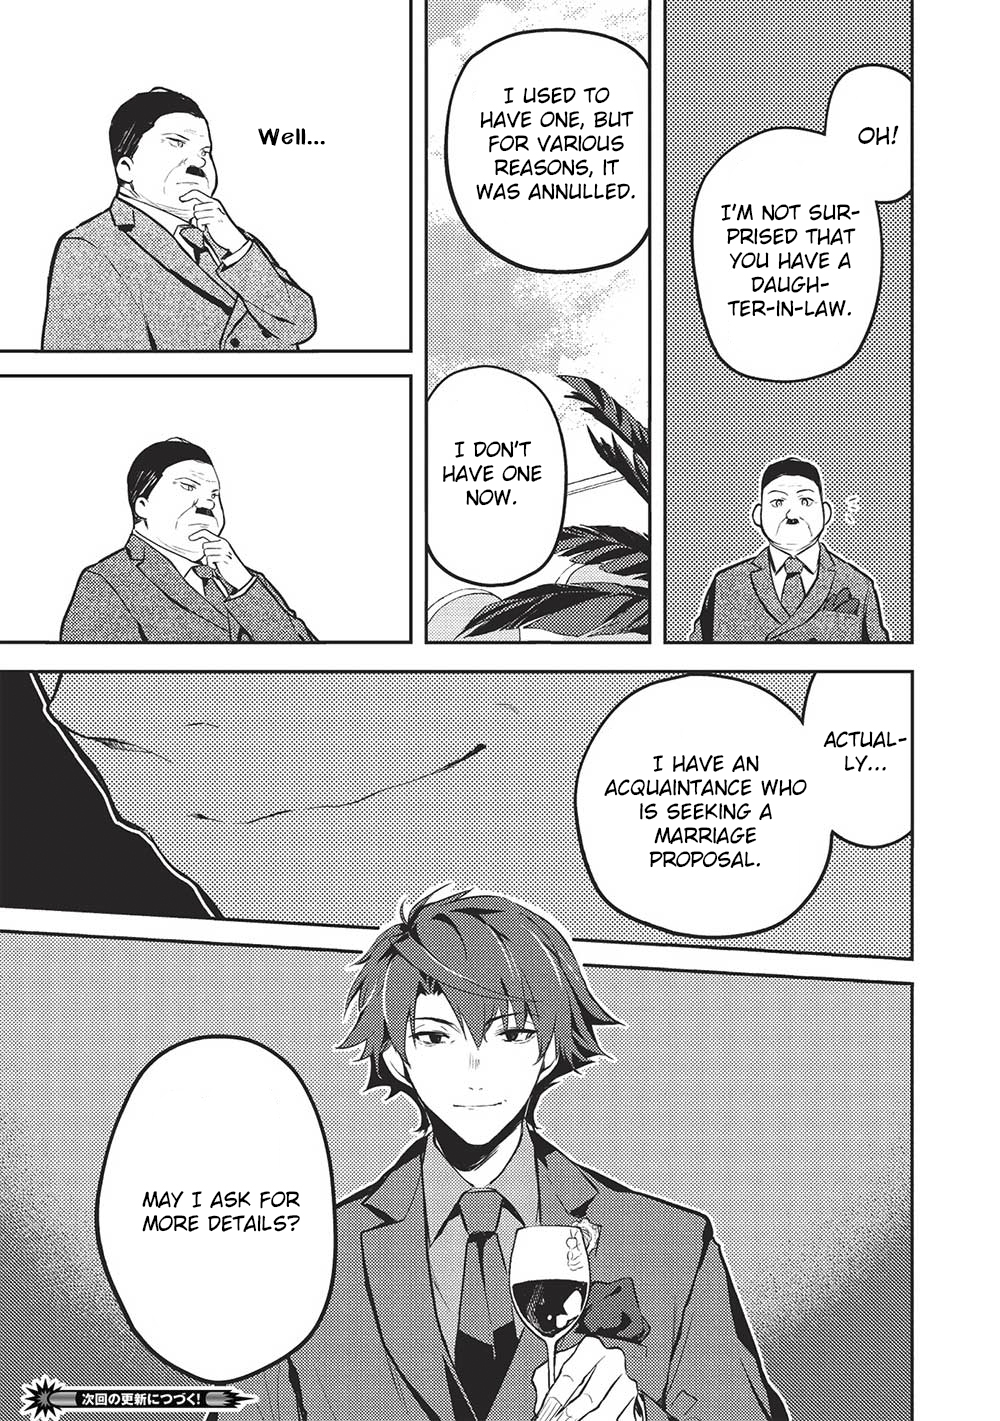 OH!
I'M NOT SUR-
PRISED THAT
YOU HAVE A
DAUGH-
TER-IN-LAW.
I USED TO
HAVE ONE, BUT
FOR VARIOUS
REASONS, IT
WAS ANNULLED.
I DON'T
HAVE ONE
NOW.
Well...
ACTUAL-
LY...
I HAVE AN
ACQUAINTANCE WHO
IS SEEKING A
MARRIAGE
PROPOSAL.
MAY I ASK FOR
MORE DETAILS?
次回の更新につづく!